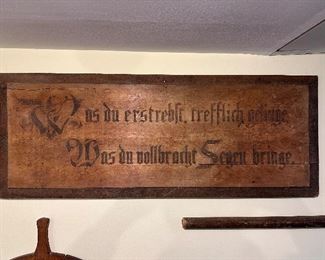 Was du erstrebst, trefflich gelinge
Was du vollbracht Segen bringe.